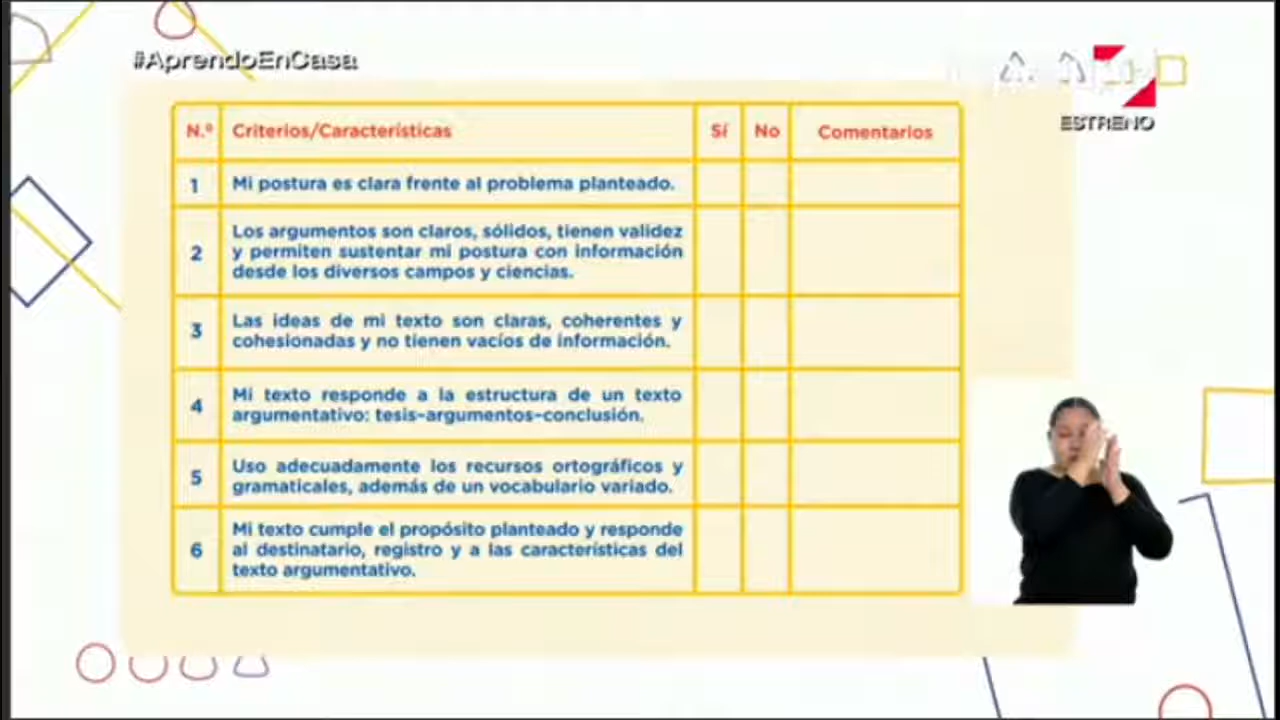 #AprendoEnCasa
ESTRENO
N.º Criterios/Características Sí No Comentarios
1 Mi postura es clara frente al problema planteado.
Los argumentos son claros, sólidos, tienen validez
2 y permiten sustentar mi postura con información
desde los diversos campos y ciencias.
3 Las ideas de mi texto son claras, coherentes y
cohesionadas y no tienen vacíos de información.
4 Mi texto responde a la estructura de un texto
argumentativo: tesis-argumentos-conclusión.
5 Uso adecuadamente los recursos ortográficos y
gramaticales, además de un vocabulario variado.
Mi texto cumple el propósito planteado y responde
6 al destinatario, registro y a las características del
texto argumentativo.